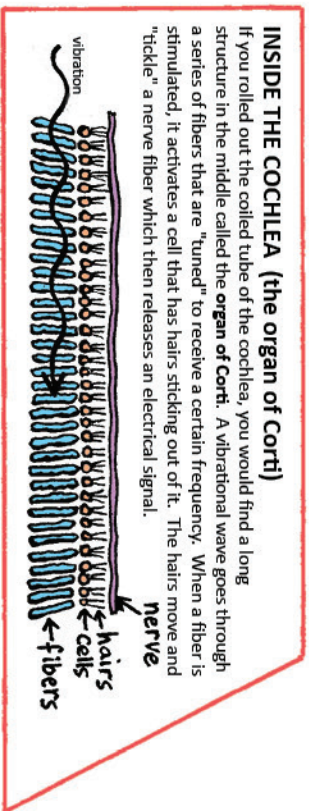 INSIDE THE COCHLEA (the organ of Corti)
If you rolled out the coiled tube of the cochlea, you would find a long
structure in the middle called the organ of Corti. A vibrational wave goes through
a series of fibers that are "tuned" to receive a certain frequency. When a fiber is
stimulated, it activates a cell that has hairs sticking out of it. The hairs move and
"tickle" a nerve fiber which then releases an electrical signal.
vibration
nerve
hairs
cells
fibers